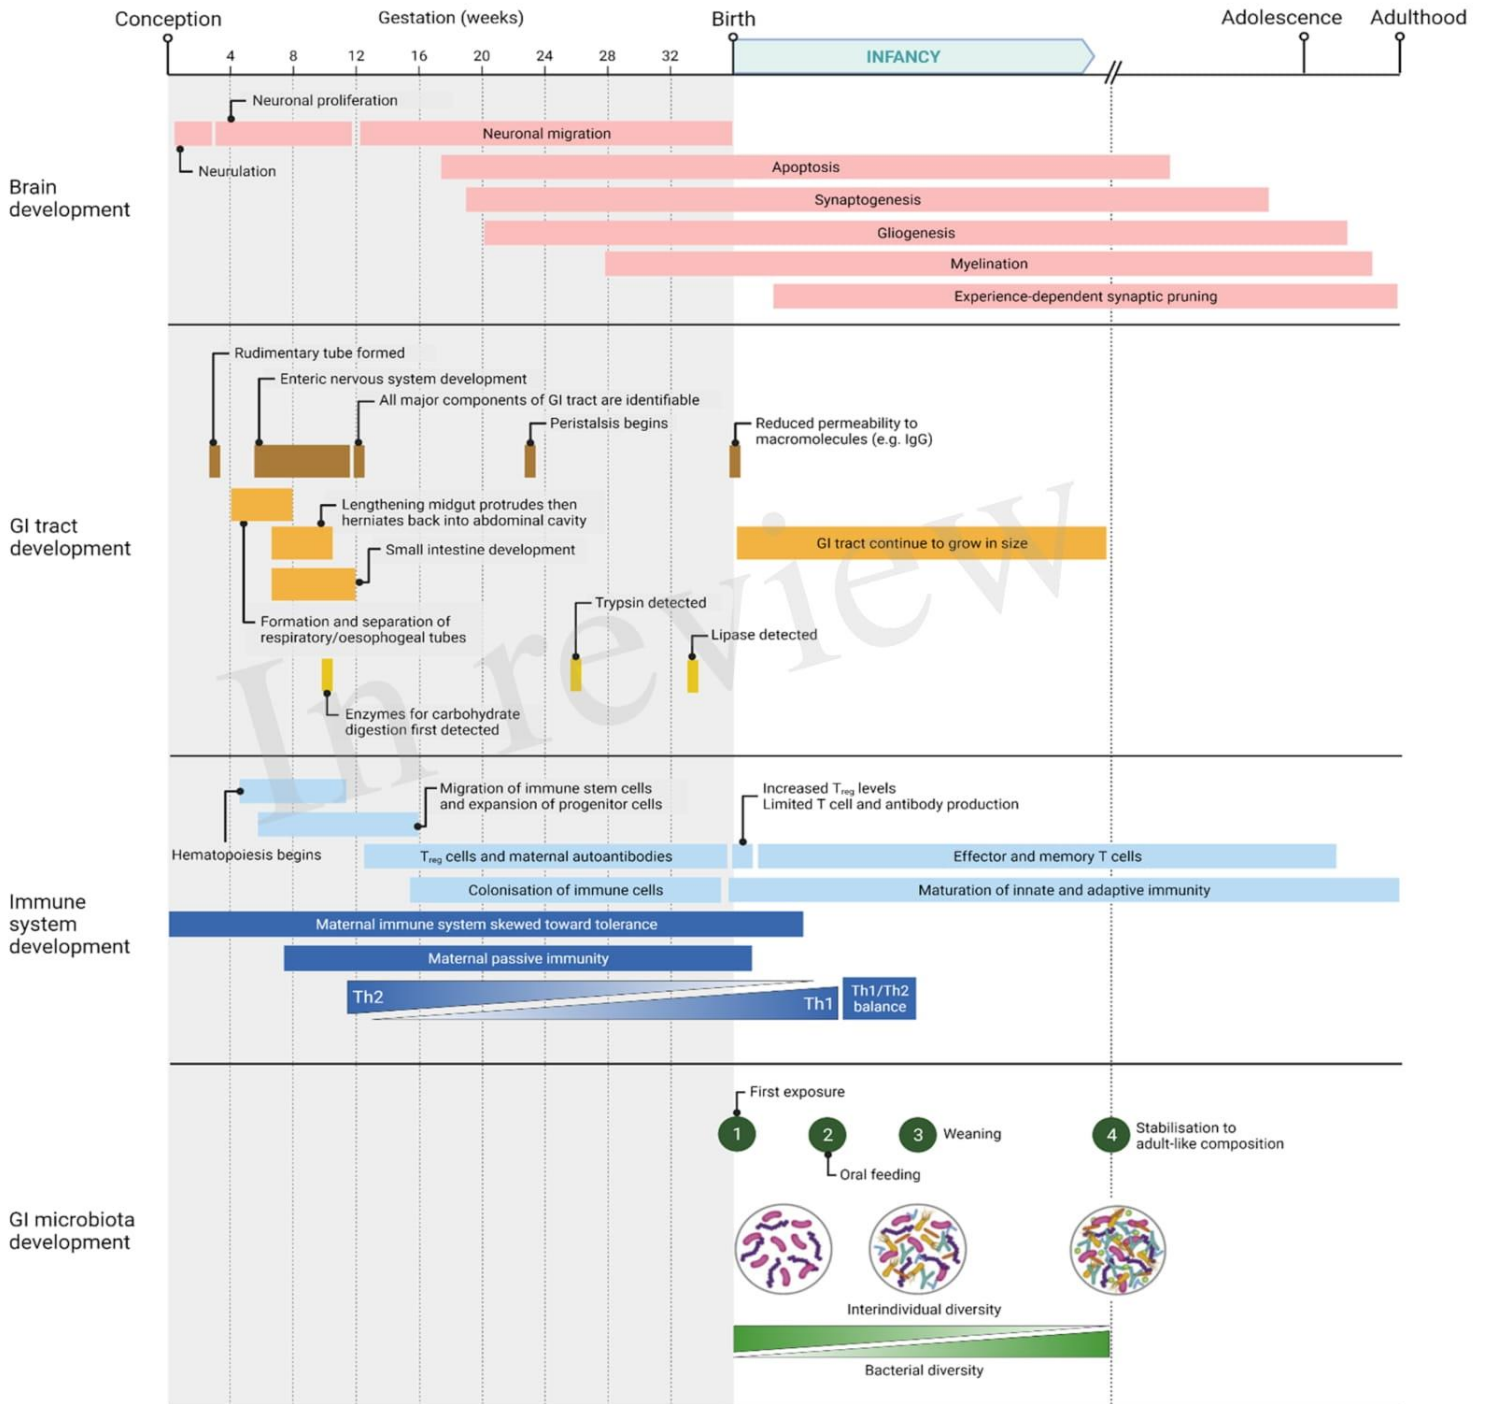 Conception
Gestation (weeks)
Birth
Adolescence
Adulthood
4 8 12 16 20 24 28 32
INFANCY
Brain
development
Neuronal proliferation
Neuronal migration
Neurulation
Apoptosis
Synaptogenesis
Gliogenesis
Myelination
Experience-dependent synaptic pruning
GI tract
development
Rudimentary tube formed
Enteric nervous system development
All major components of GI tract are identifiable
Peristalsis begins
Reduced permeability to
macromolecules (e.g. IgG)
Lengthening midgut protrudes then
herniates back into abdominal cavity
GI tract continue to grow in size
Small intestine development
Trypsin detected
Formation and separation of
respiratory/oesophogeal tubes
Lipase detected
Enzymes for carbohydrate
digestion first detected
In review
Immune
system
development
Migration of immune stem cells
and expansion of progenitor cells
Increased Treg levels
Limited T cell and antibody production
Hematopoiesis begins
Treg cells and maternal autoantibodies
Effector and memory T cells
Colonisation of immune cells
Maturation of innate and adaptive immunity
Maternal immune system skewed toward tolerance
Maternal passive immunity
Th2
Th1
Th1/Th2
balance
GI microbiota
development
First exposure
1
2
3
Weaning
4
Stabilisation to
adult-like composition
Oral feeding
Interindividual diversity
Bacterial diversity